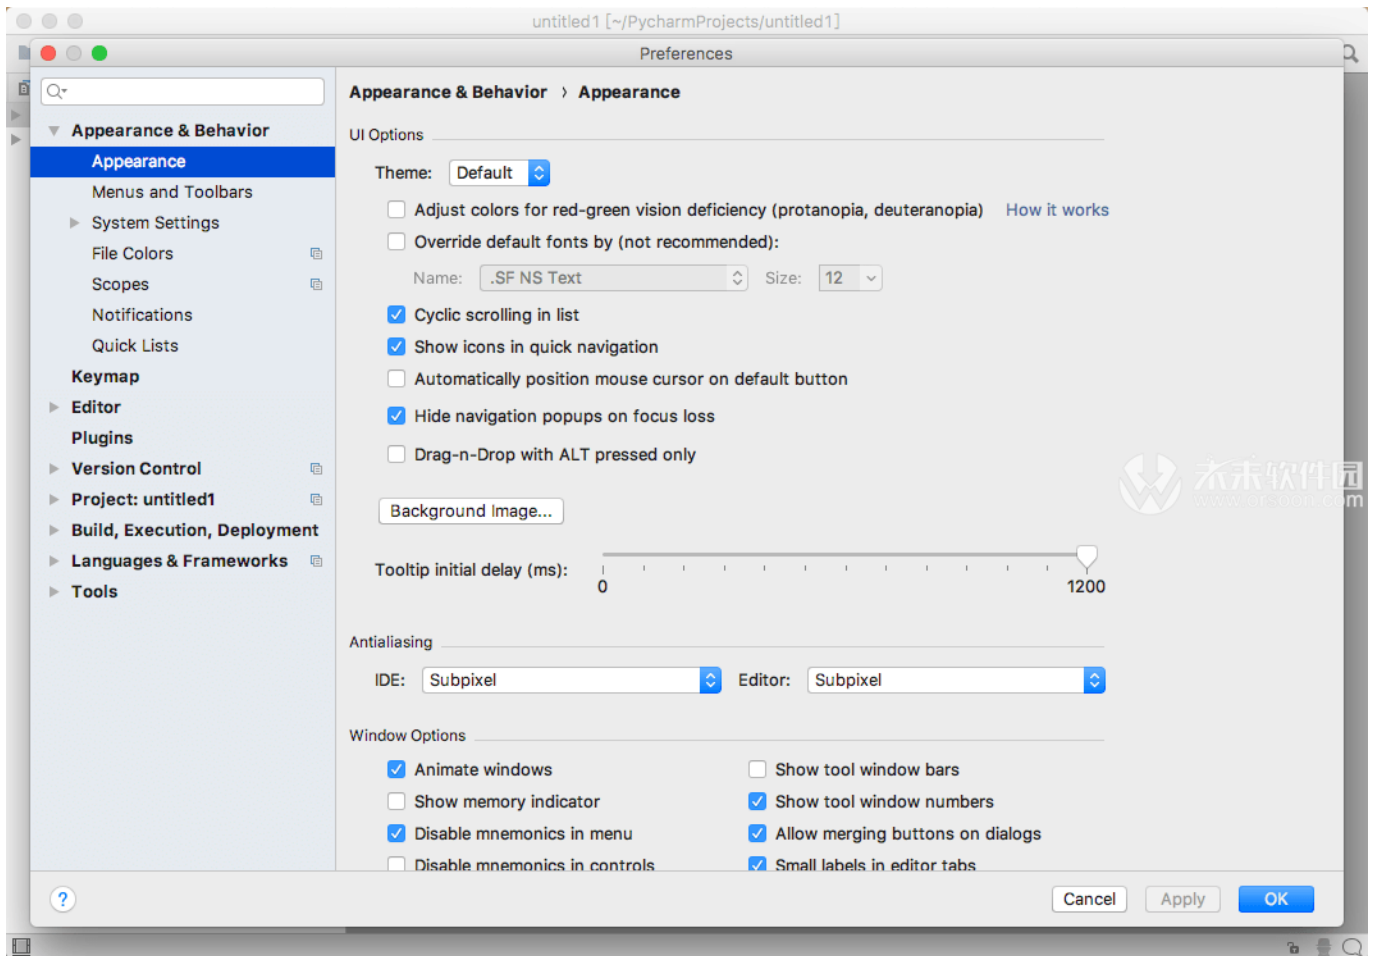 untitled1 [~/PycharmProjects/untitled1]
Preferences
Appearance & Behavior
Appearance
Menus and Toolbars
System Settings
File Colors
Scopes
Notifications
Quick Lists
Keymap
Editor
Plugins
Version Control
Project: untitled1
Build, Execution, Deployment
Languages & Frameworks
Tools
Appearance & Behavior › Appearance
UI Options
Theme: Default
Adjust colors for red-green vision deficiency (protanopia, deuteranopia) How it works
Override default fonts by (not recommended):
Name: .SF NS Text Size: 12
Cyclic scrolling in list
Show icons in quick navigation
Automatically position mouse cursor on default button
Hide navigation popups on focus loss
Drag-n-Drop with ALT pressed only
Background Image...
Tooltip initial delay (ms):
0 1200
Antialiasing
IDE: Subpixel Editor: Subpixel
Window Options
Animate windows Show tool window bars
Show memory indicator Show tool window numbers
Disable mnemonics in menu Allow merging buttons on dialogs
Disable mnemonics in controls Small labels in editor tabs
? Cancel Apply OK
未来软件园